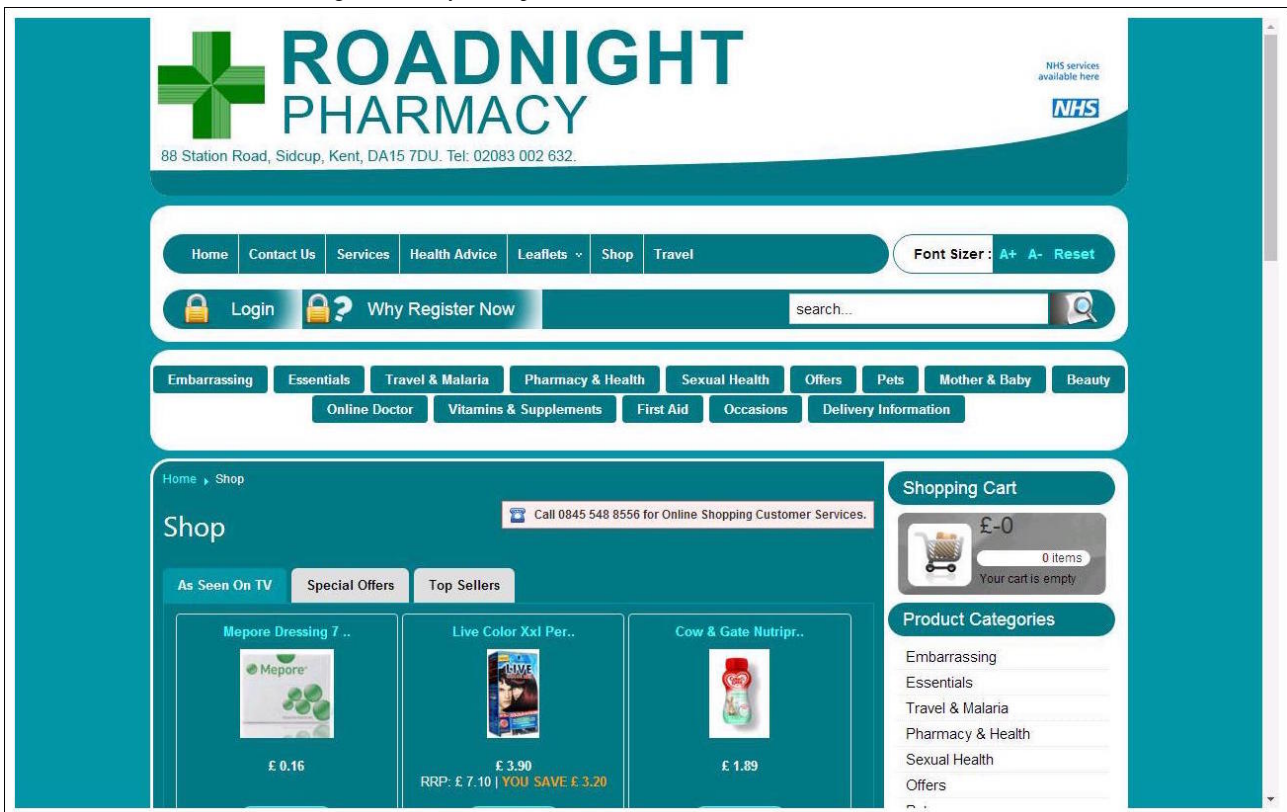 ROADNIGHT
PHARMACY
88 Station Road, Sidcup, Kent, DA15 7DU. Tel: 02083 002 632.
NHS services
available here
NHS
Home Contact Us Services Health Advice Leaflets Shop Travel
Font Sizer : A+ A- Reset
Login ? Why Register Now
search...
Embarrassing Essentials Travel & Malaria Pharmacy & Health Sexual Health Offers Pets Mother & Baby Beauty
Online Doctor Vitamins & Supplements First Aid Occasions Delivery Information
Home Shop
Shop
Call 0845 548 8556 for Online Shopping Customer Services.
As Seen On TV Special Offers Top Sellers
Mepore Dressing 7 ..
Mepore
£ 0.16
Live Color Xxl Per..
LIVE
£ 3.90
RRP: £ 7.10 | YOU SAVE £ 3.20
Cow & Gate Nutripr..
£ 1.89
Shopping Cart
£-0
0 items
Your cart is empty
Product Categories
Embarrassing
Essentials
Travel & Malaria
Pharmacy & Health
Sexual Health
Offers